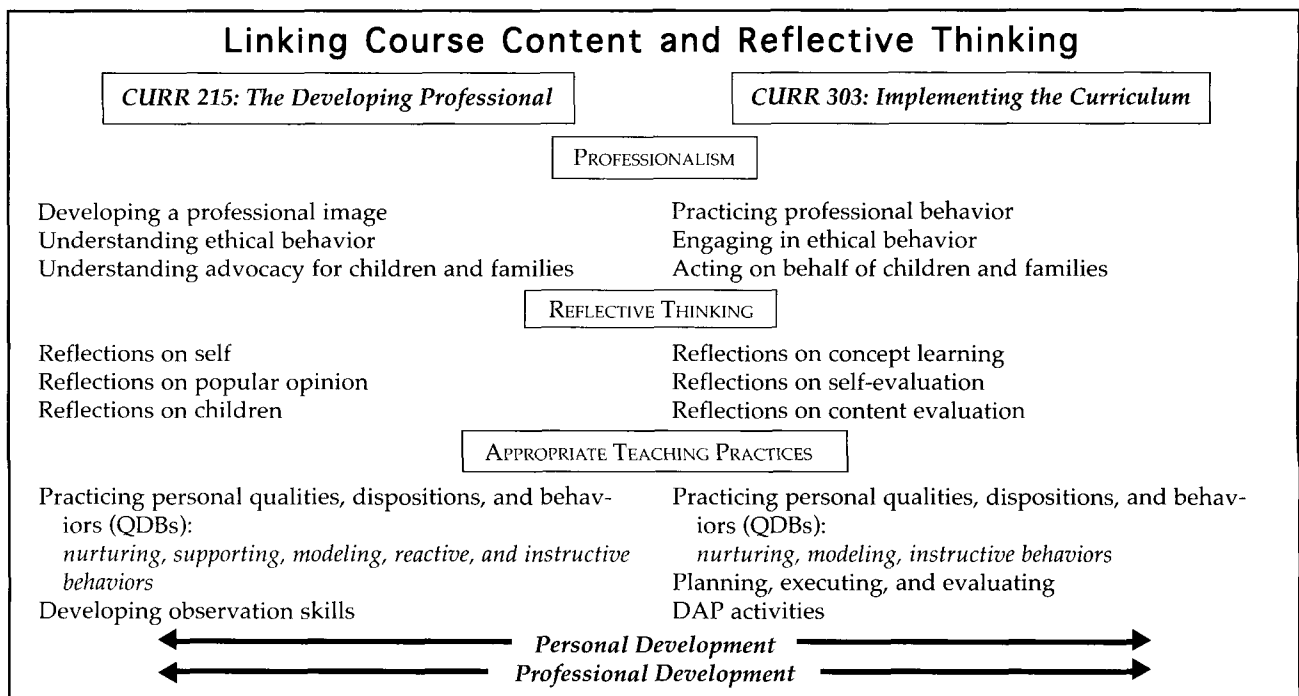 Linking Course Content and Reflective Thinking
CURR 215: The Developing Professional
CURR 303: Implementing the Curriculum
PROFESSIONALISM
Developing a professional image
Understanding ethical behavior
Understanding advocacy for children and families
Practicing professional behavior
Engaging in ethical behavior
Acting on behalf of children and families
REFLECTIVE THINKING
Reflections on self
Reflections on popular opinion
Reflections on children
Reflections on concept learning
Reflections on self-evaluation
Reflections on content evaluation
APPROPRIATE TEACHING PRACTICES
Practicing personal qualities, dispositions, and behav-
iors (QDBs):
nurturing, supporting, modeling, reactive, and instructive
behaviors
Developing observation skills
Practicing personal qualities, dispositions, and behav-
iors (QDBs):
nurturing, modeling, instructive behaviors
Planning, executing, and evaluating
DAP activities
Personal Development
Professional Development